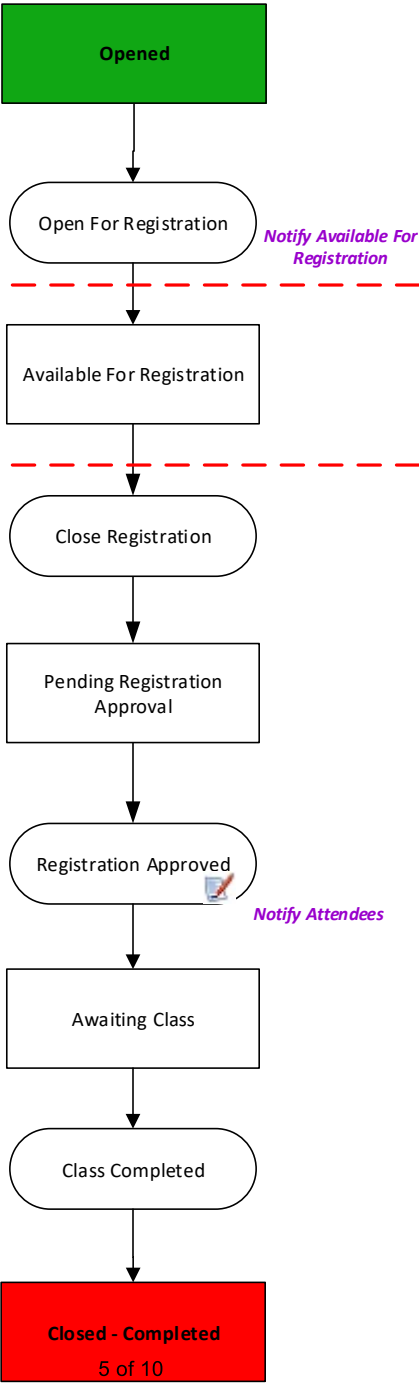 Opened
Open For Registration
Notify Available For
Registration
Available For Registration
Close Registration
Pending Registration
Approval
Registration Approved
Notify Attendees
Awaiting Class
Class Completed
Closed - Completed
5 of 10